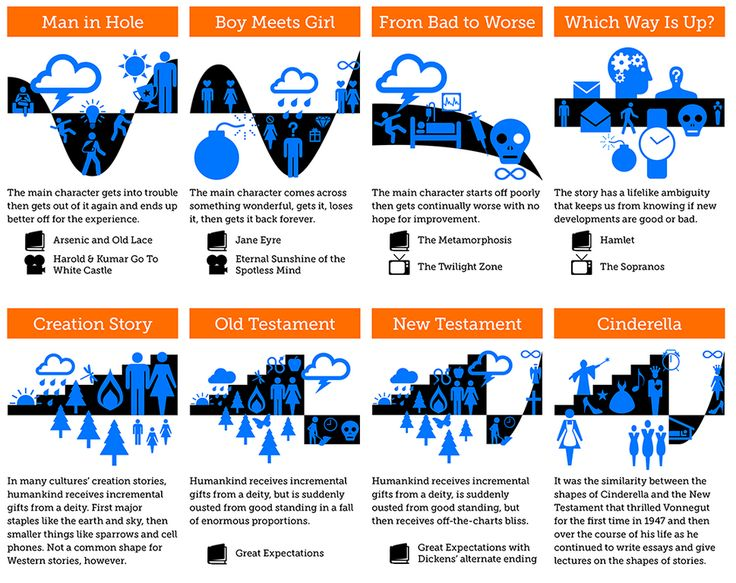 Man in Hole
The main character gets into trouble
then gets out of it again and ends up
better off for the experience.
Arsenic and Old Lace
Harold & Kumar Go To
White Castle
Boy Meets Girl
The main character comes across
something wonderful, gets it, loses
it, then gets it back forever.
Jane Eyre
Eternal Sunshine of the
Spotless Mind
From Bad to Worse
The main character starts off poorly
then gets continually worse with no
hope for improvement.
The Metamorphosis
The Twilight Zone
Which Way Is Up?
The story has a lifelike ambiguity
that keeps us from knowing if new
developments are good or bad.
Hamlet
The Sopranos
Creation Story
In many cultures' creation stories,
humankind receives incremental
gifts from a deity. First major
staples like the earth and sky, then
smaller things like sparrows and cell
phones. Not a common shape for
Western stories, however.
Old Testament
Humankind receives incremental
gifts from a deity, but is suddenly
ousted from good standing in a fall
of enormous proportions.
Great Expectations
New Testament
Humankind receives incremental
gifts from a deity, is suddenly
ousted from good standing, but
then receives off-the-charts bliss.
Great Expectations with
Dickens' alternate ending
Cinderella
It was the similarity between the
shapes of Cinderella and the New
Testament that thrilled Vonnegut
for the first time in 1947 and then
over the course of his life as he
continued to write essays and give
lectures on the shapes of stories.